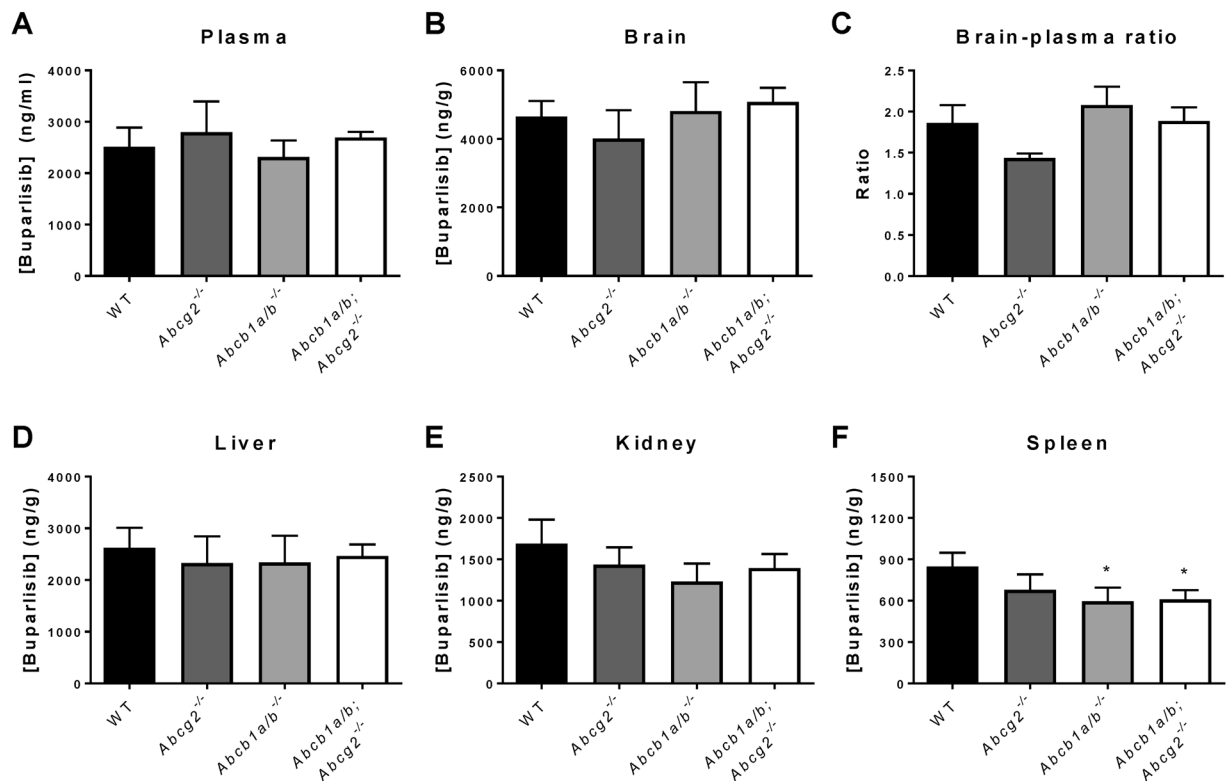 A
Plasma
[Buparlisib] (ng/ml)
4000
3000
2000
1000
0
WT
Abcg2-/-
Abcb1a/b-/-
Abcb1a/b;
Abcg2-/-
B
Brain
[Buparlisib] (ng/g)
6000
4000
2000
0
WT
Abcg2-/-
Abcb1a/b-/-
Abcb1a/b;
Abcg2-/-
C
Brain-plasma ratio
Ratio
2.5
2.0
1.5
1.0
0.5
0.0
WT
Abcg2-/-
Abcb1a/b-/-
Abcb1a/b;
Abcg2-/-
D
Liver
[Buparlisib] (ng/g)
4000
3000
2000
1000
0
WT
Abcg2-/-
Abcb1a/b-/-
Abcb1a/b;
Abcg2-/-
E
Kidney
[Buparlisib] (ng/g)
2500
2000
1500
1000
500
0
WT
Abcg2-/-
Abcb1a/b-/-
Abcb1a/b;
Abcg2-/-
F
Spleen
[Buparlisib] (ng/g)
1500
1200
900
600
300
0
* *
WT
Abcg2-/-
Abcb1a/b-/-
Abcb1a/b;
Abcg2-/-